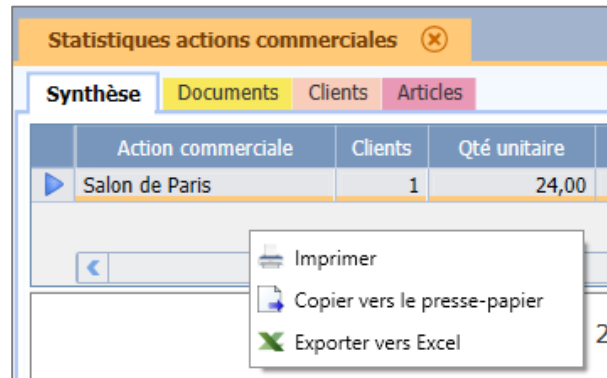 Statistiques actions commerciales
Synthèse Documents Clients Articles
Action commerciale Clients Qté unitaire
Salon de Paris 1 24,00
Imprimer
Copier vers le presse-papier
2
Exporter vers Excel